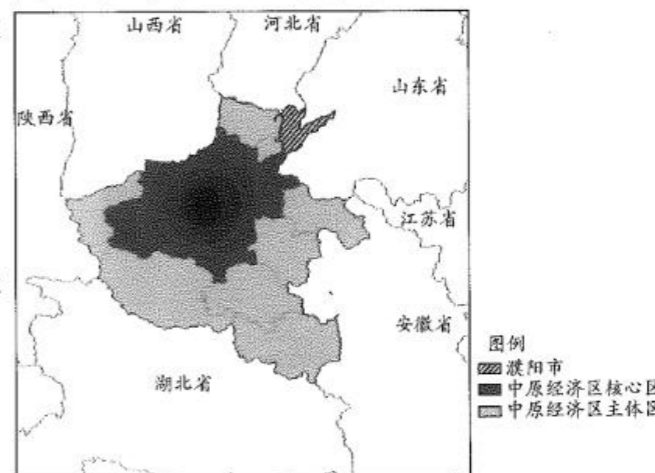 山西省
河北省
山东省
陕西省
江苏省
安徽省
湖北省
图例
濮阳市
中原经济区核心区
中原经济区主体区